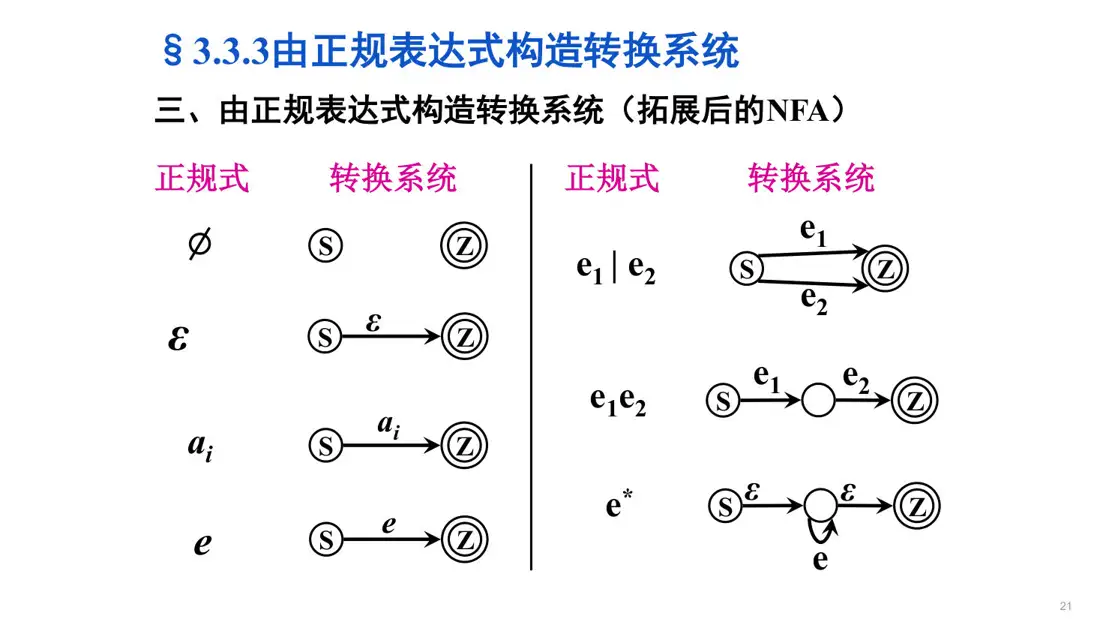 §3.3.3由正规表达式构造转换系统
三、由正规表达式构造转换系统（拓展后的NFA）
正规式 转换系统
∅ S Z
ε S ε Z
aᵢ S aᵢ Z
e S e Z
正规式 转换系统
e₁ | e₂ S e₁ e₂ Z
e₁e₂ S e₁ e₂ Z
e* S ε ε Z
e
21